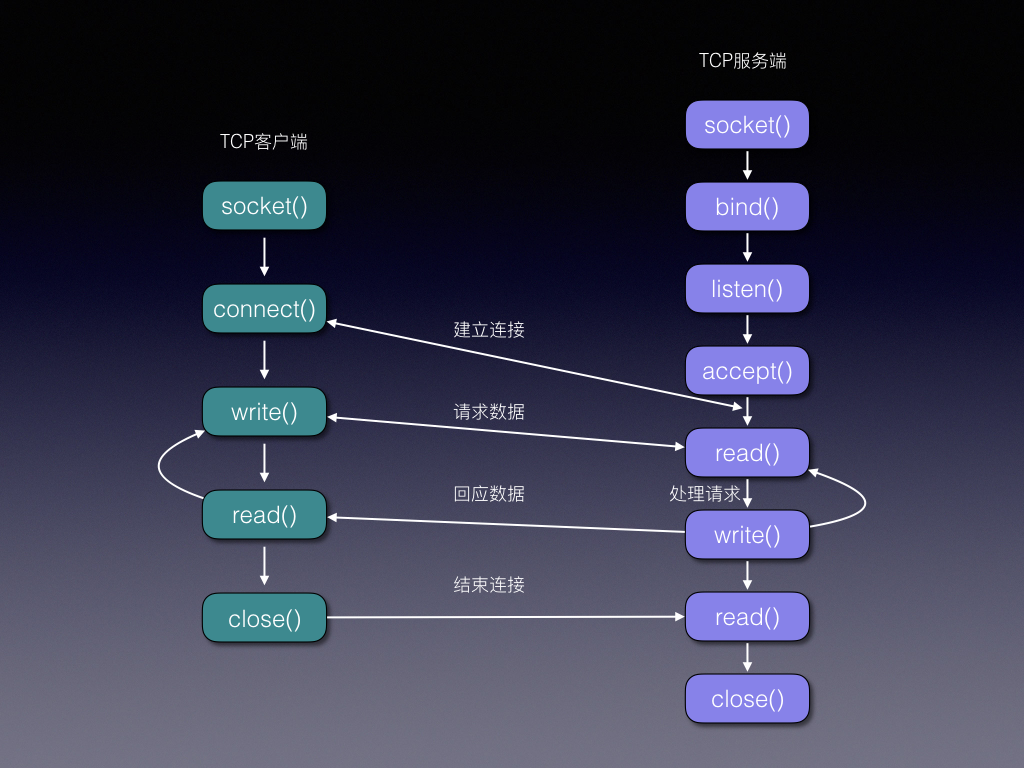 TCP服务端
TCP客户端
socket()
bind()
listen()
accept()
read()
write()
read()
close()
socket()
connect()
write()
read()
close()
建立连接
请求数据
回应数据
处理请求
结束连接